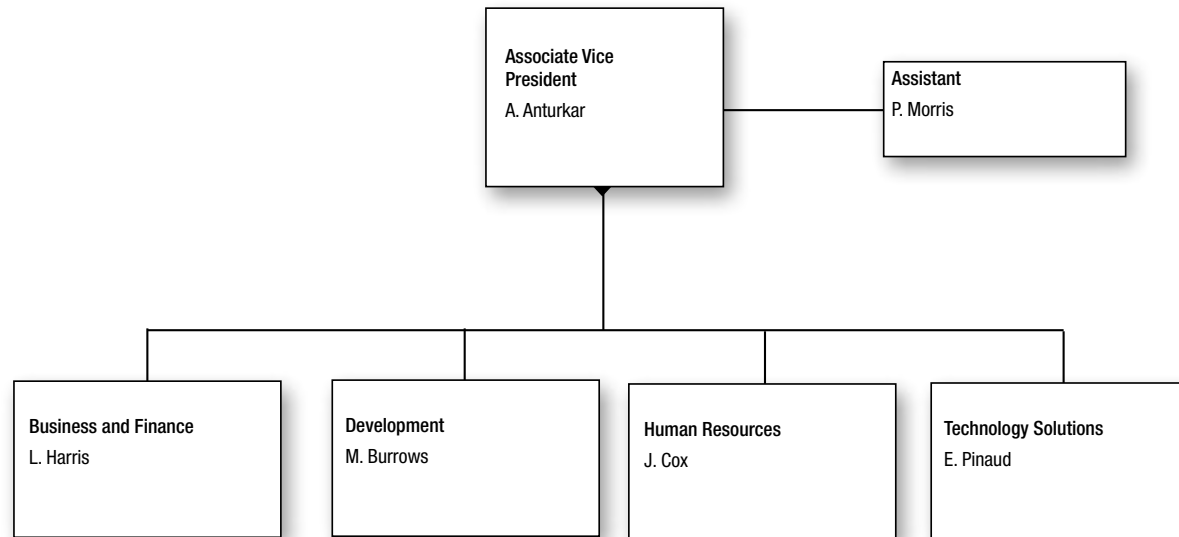 Associate Vice
President
A. Anturkar
Assistant
P. Morris
Business and Finance
L. Harris
Development
M. Burrows
Human Resources
J. Cox
Technology Solutions
E. Pinaud